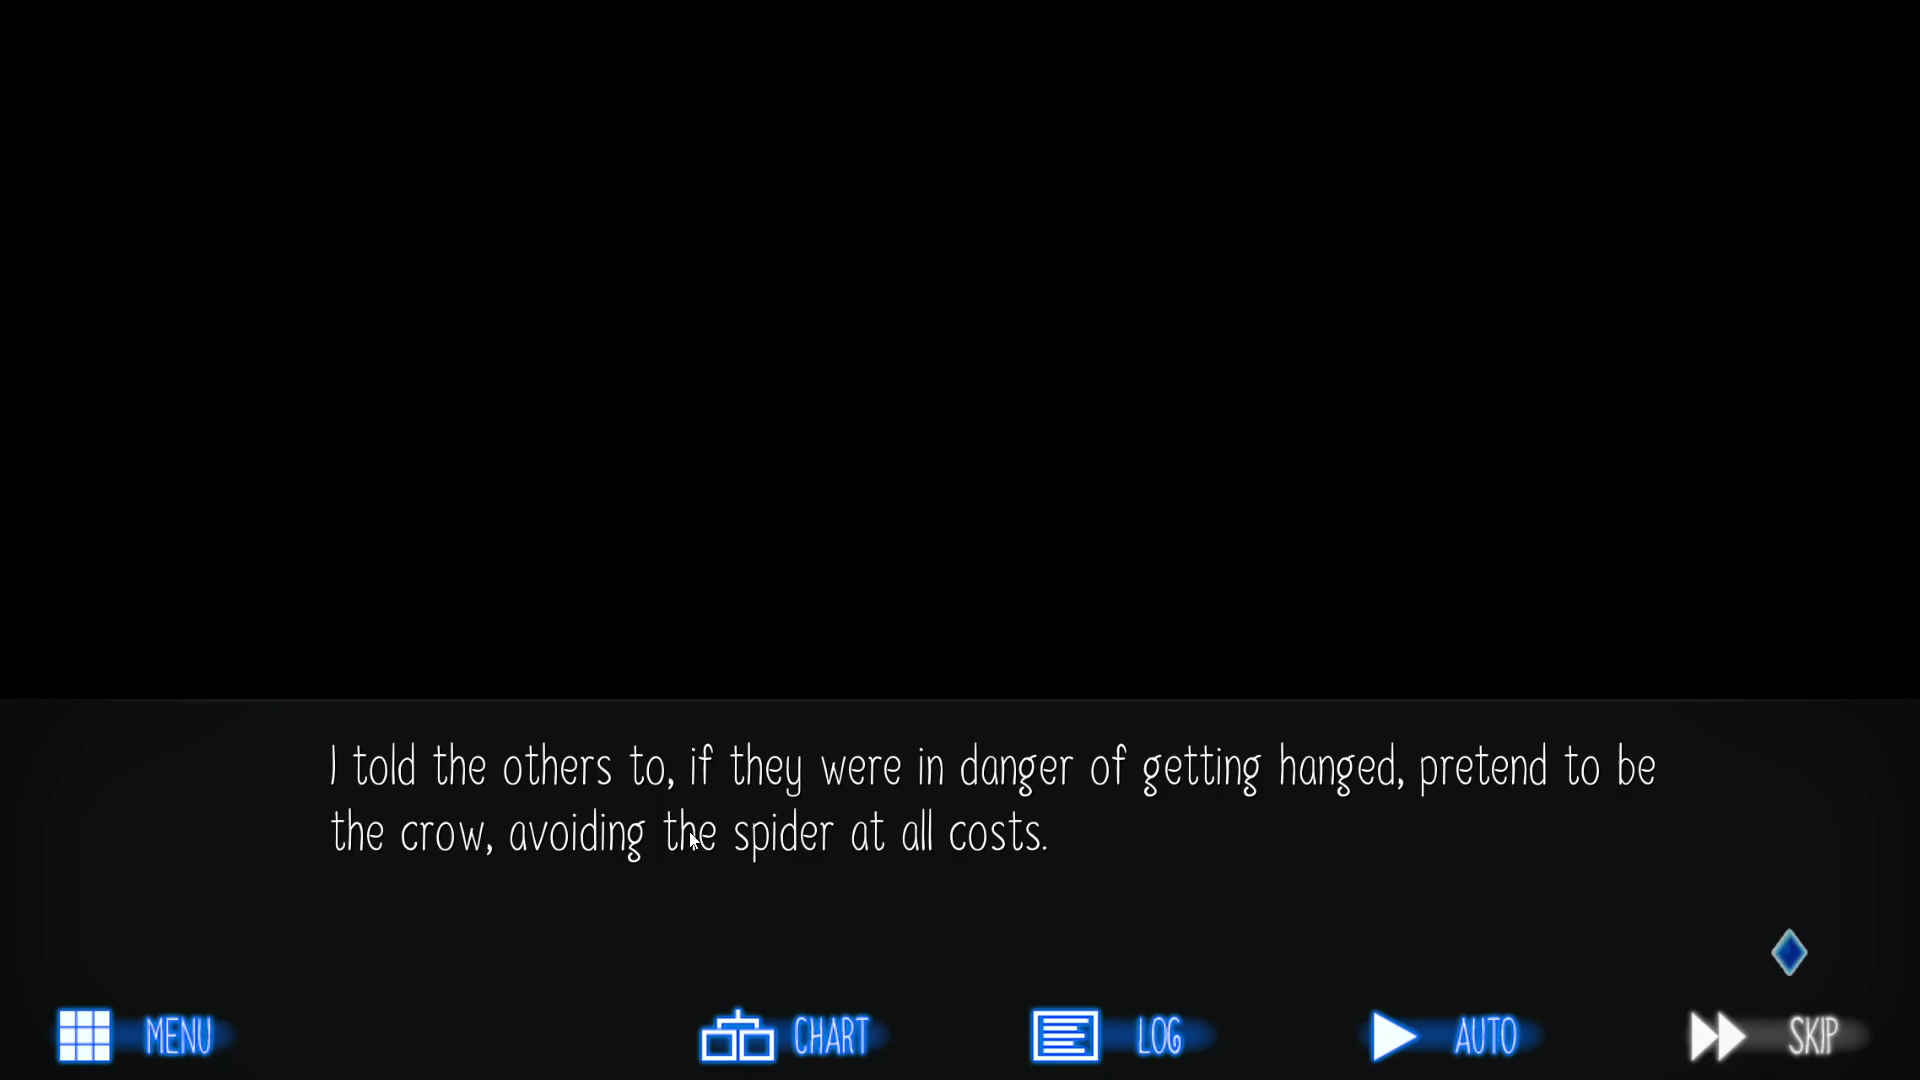 I told the others to, if they were in danger of getting hanged, pretend to be
the crow, avoiding the spider at all costs.
MENU
CHART
LOG
AUTO
SKIP